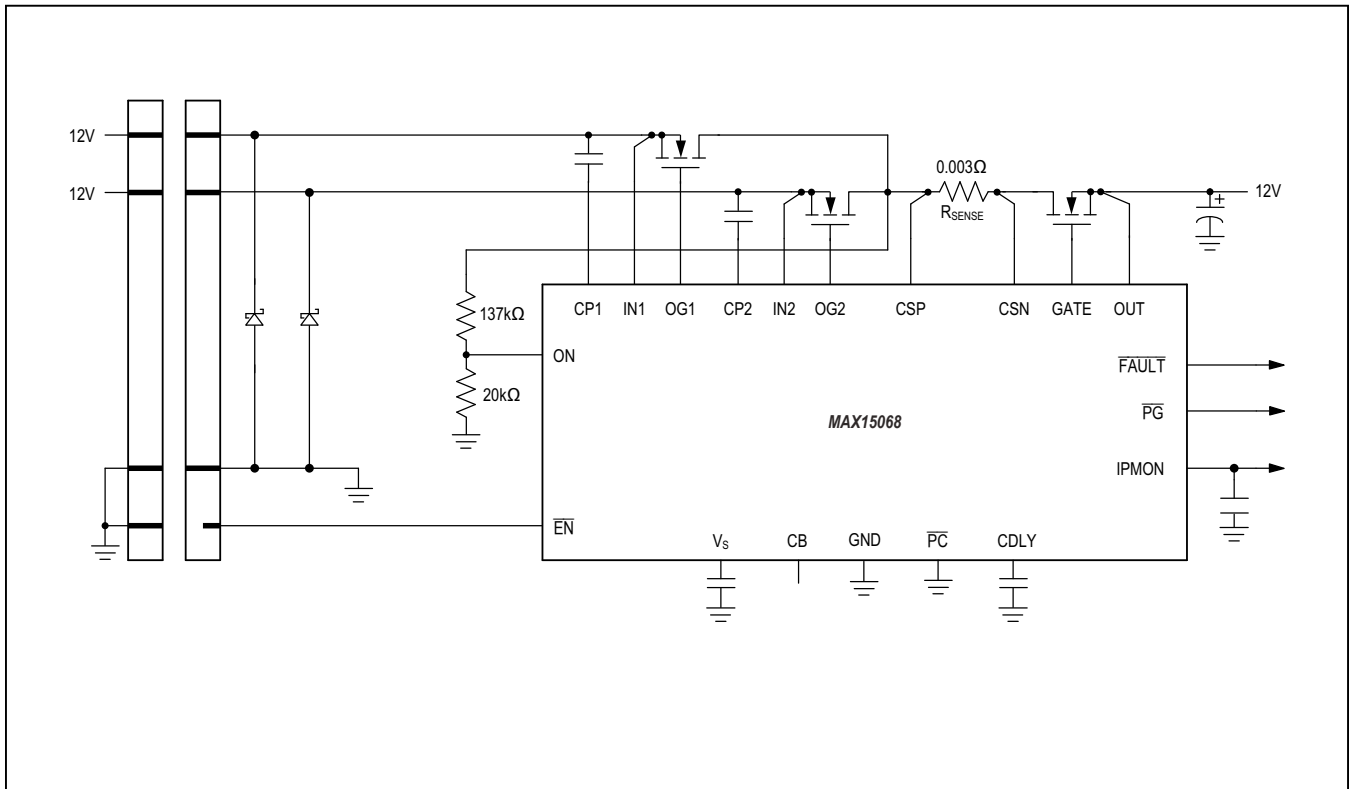 12V
12V
0.003Ω
12V
RSENSE
137kΩ
CP1 IN1 OG1 CP2 IN2 OG2 CSP CSN GATE OUT
ON
FAULT
20kΩ
PG
MAX15068
IPMON
EN
VS CB GND PC CDLY
+